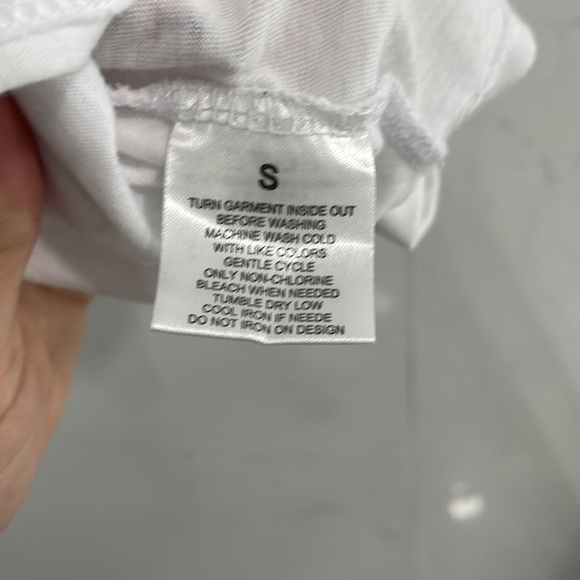 S
TURN GARMENT INSIDE OUT
BEFORE WASHING
MACHINE WASH COLD
WITH LIKE COLORS
GENTLE CYCLE
ONLY NON-CHLORINE
BLEACH WHEN NEEDED
TUMBLE DRY LOW
COOL IRON IF NEEDE
DO NOT IRON ON DESIGN